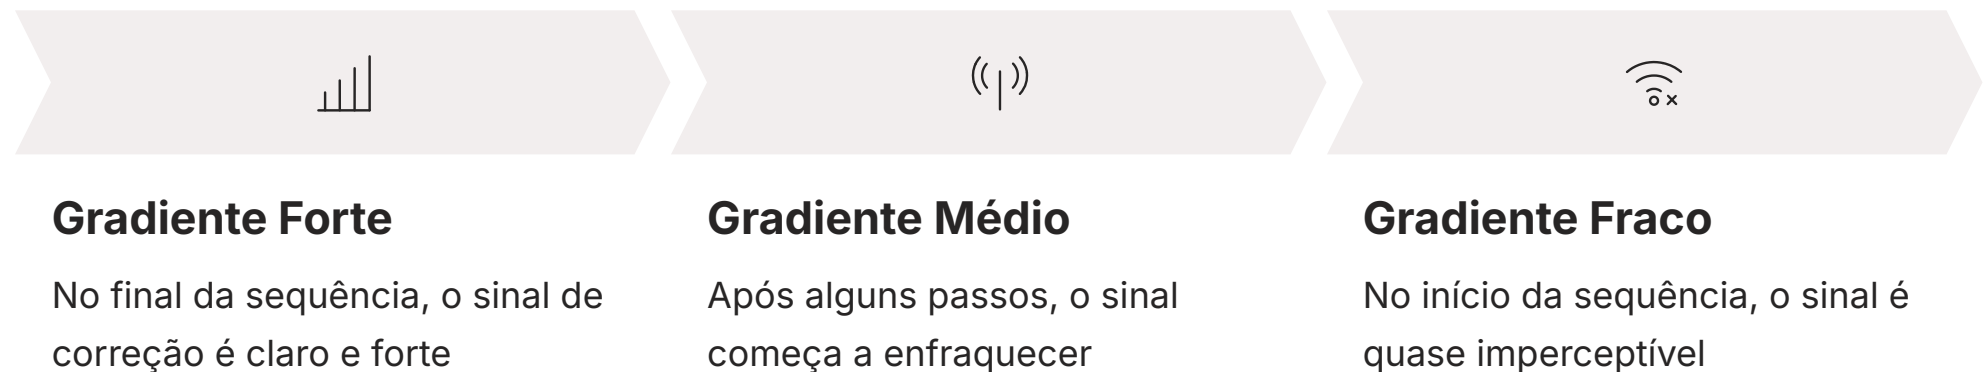 Gradiente Forte
No final da sequência, o sinal de
correção é claro e forte
Gradiente Médio
Após alguns passos, o sinal
começa a enfraquecer
Gradiente Fraco
No início da sequência, o sinal é
quase imperceptível